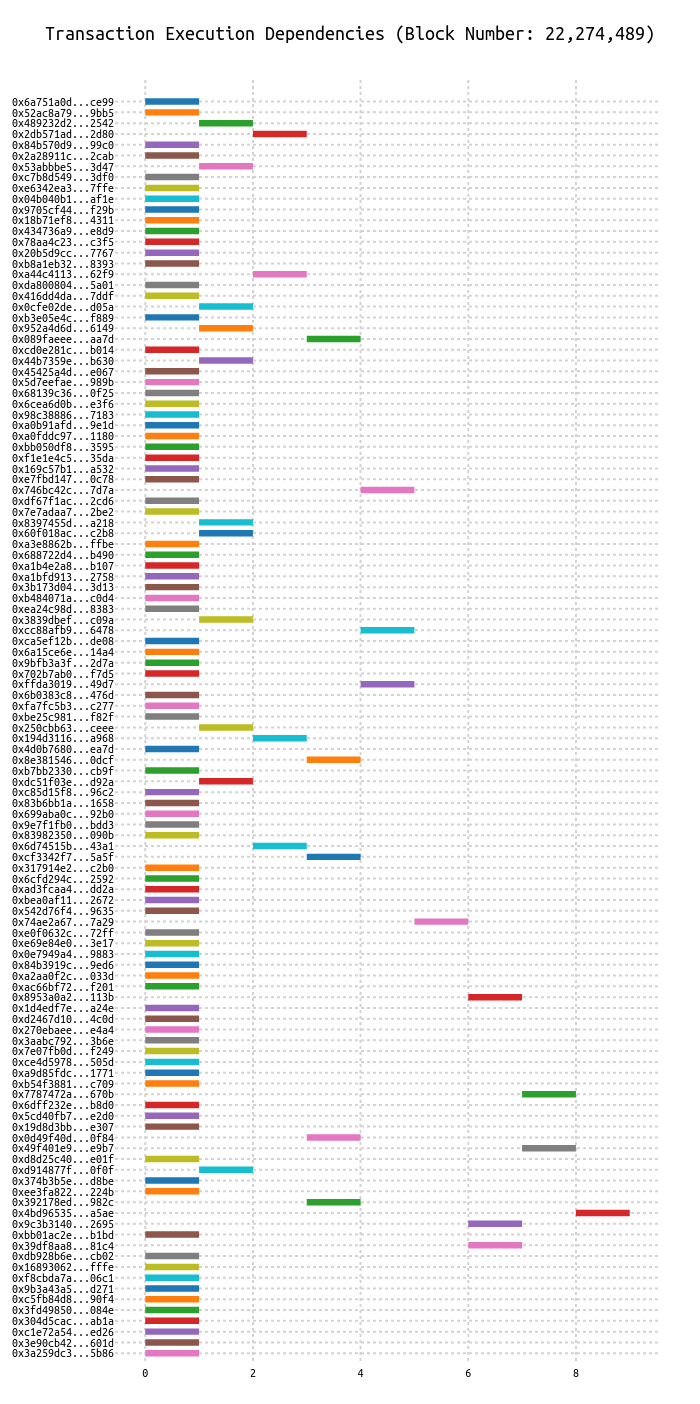 Transaction Execution Dependencies (Block Number: 22,274,489)
0x6a751a0d...ce99
0x52ac8a79...9bb5
0x489232d2...2542
0x2db571ad...2d80
0x84b570d9...99c0
0x2a28911c...2cab
0x53abbbe5...3d47
0xc7b8d549...3df0
0xe6342ea3...7ffe
0x04b040b1...af1e
0x9705cf44...f29b
0x18b71ef8...4311
0x434736a9...e8d9
0x78aa4c23...c3f5
0x20b5d9cc...7767
0xb8a1eb32...8393
0xa44c4113...62f9
0xda800804...5a01
0x416dd4da...7ddf
0x0cfe02de...d05a
0xb3e05e4c...f889
0x952a4d6d...6149
0x089faeee...aa7d
0xcd0e281c...b014
0x44b7359e...b630
0x45425a4d...e067
0x5d7eefae...989b
0x68139c36...0f25
0x6cea6d0b...e3f6
0x98c38886...7183
0xa0b91afd...9e1d
0xa0fddc97...1180
0xbb050df8...3595
0xf1e1e4c5...35da
0x169c57b1...a532
0xe7fbd147...0c78
0x746bc42c...7d7a
0xdf67f1ac...2cd6
0x7e7adaa7...2be2
0x8397455d...a218
0x60f018ac...c2b8
0xa3e8862b...ffbe
0x688722d4...b490
0xa1b4e2a8...b107
0xa1bfd913...2758
0x3b173d04...3d13
0xb484071a...c0d4
0xea24c98d...8383
0x3839dbef...c09a
0xcc88afb9...6478
0xca5ef12b...de08
0x6a15ce6e...14a4
0x9bfb3a3f...2d7a
0x702b7ab0...f7d5
0xffda3019...49d7
0x6b0383c8...476d
0xfa7fc5b3...c277
0xbe25c981...f82f
0x250cbb63...ceee
0x194d3116...a968
0x4d0b7680...ea7d
0x8e381546...0dcf
0xb7bb2330...cb9f
0xdc51f03e...d92a
0xc85d15f8...96c2
0x83b6bb1a...1658
0x699aba0c...92b0
0x9e7f1fb0...bdd3
0x83982350...090b
0x6d74515b...43a1
0xcf3342f7...5a5f
0x317914e2...c2b0
0x6cfd294c...2592
0xad3fcaa4...dd2a
0xbea0af11...2672
0x542d76f4...9635
0x74ae2a67...7a29
0xe0f0632c...72ff
0xe69e84e0...3e17
0x0e7949a4...9883
0x84b3919c...9ed6
0xa2aa0f2c...033d
0xac66bf72...f201
0x8953a0a2...113b
0x1d4edf7e...a24e
0xd2467d10...4c0d
0x270ebaee...e4a4
0x3aabc792...3b6e
0x7e07fb0d...f249
0xce4d5978...505d
0xa9d85fdc...1771
0xb54f3881...c709
0x7787472a...670b
0x6dff232e...b8d0
0x5cd40fb7...e2d0
0x19d8d3bb...e307
0x0d49f40d...0f84
0x49f401e9...e9b7
0xd8d25c40...e01f
0xd914877f...0f0f
0x374b3b5e...d8be
0xee3fa822...224b
0x392178ed...982c
0x4bd96535...a5ae
0x9c3b3140...2695
0xbb01ac2e...b1bd
0x39df8aa8...81c4
0xdb928b6e...cb02
0x16893062...fffe
0xf8cbda7a...06c1
0x9b3a43a5...d271
0xc5fb84d8...90f4
0x3fd49850...084e
0x304d5cac...ab1a
0xc1e72a54...ed26
0x3e90cb42...601d
0x3a259dc3...5b86
0 2 4 6 8